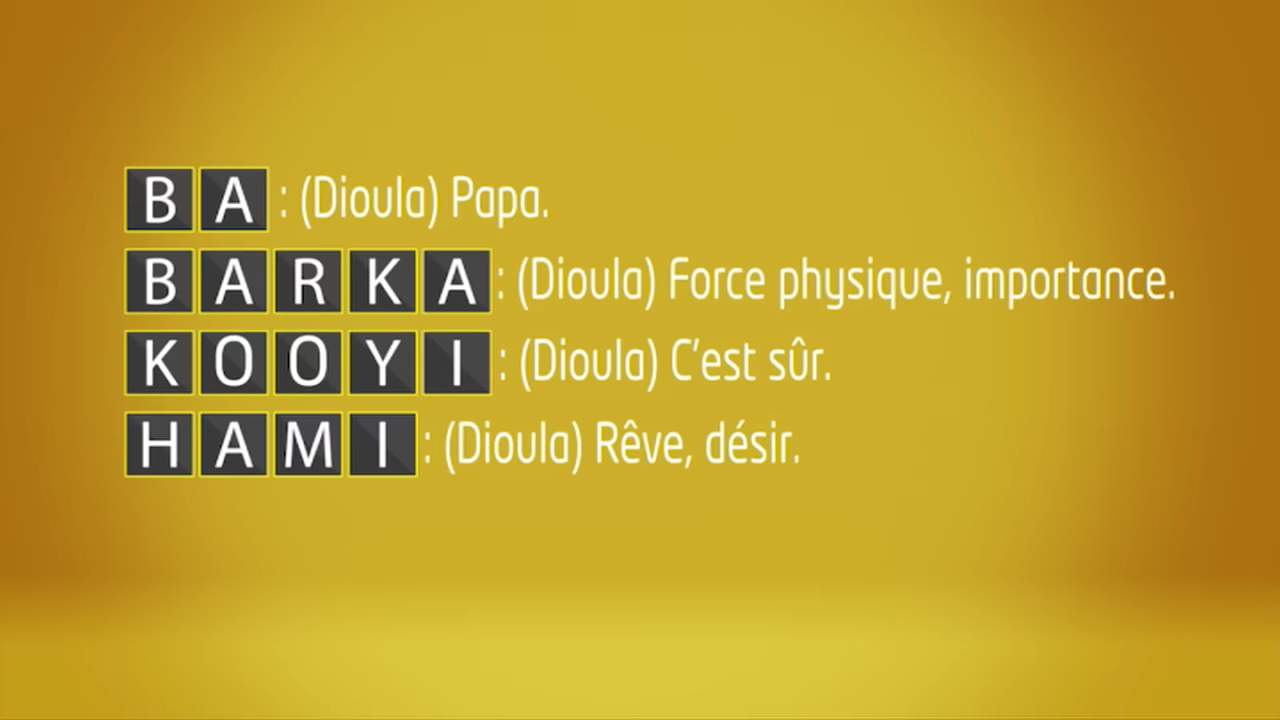 BA : (Dioula) Papa.
BARKA : (Dioula) Force physique, importance.
KOOYI : (Dioula) C'est sûr.
HAMI : (Dioula) Rêve, désir.